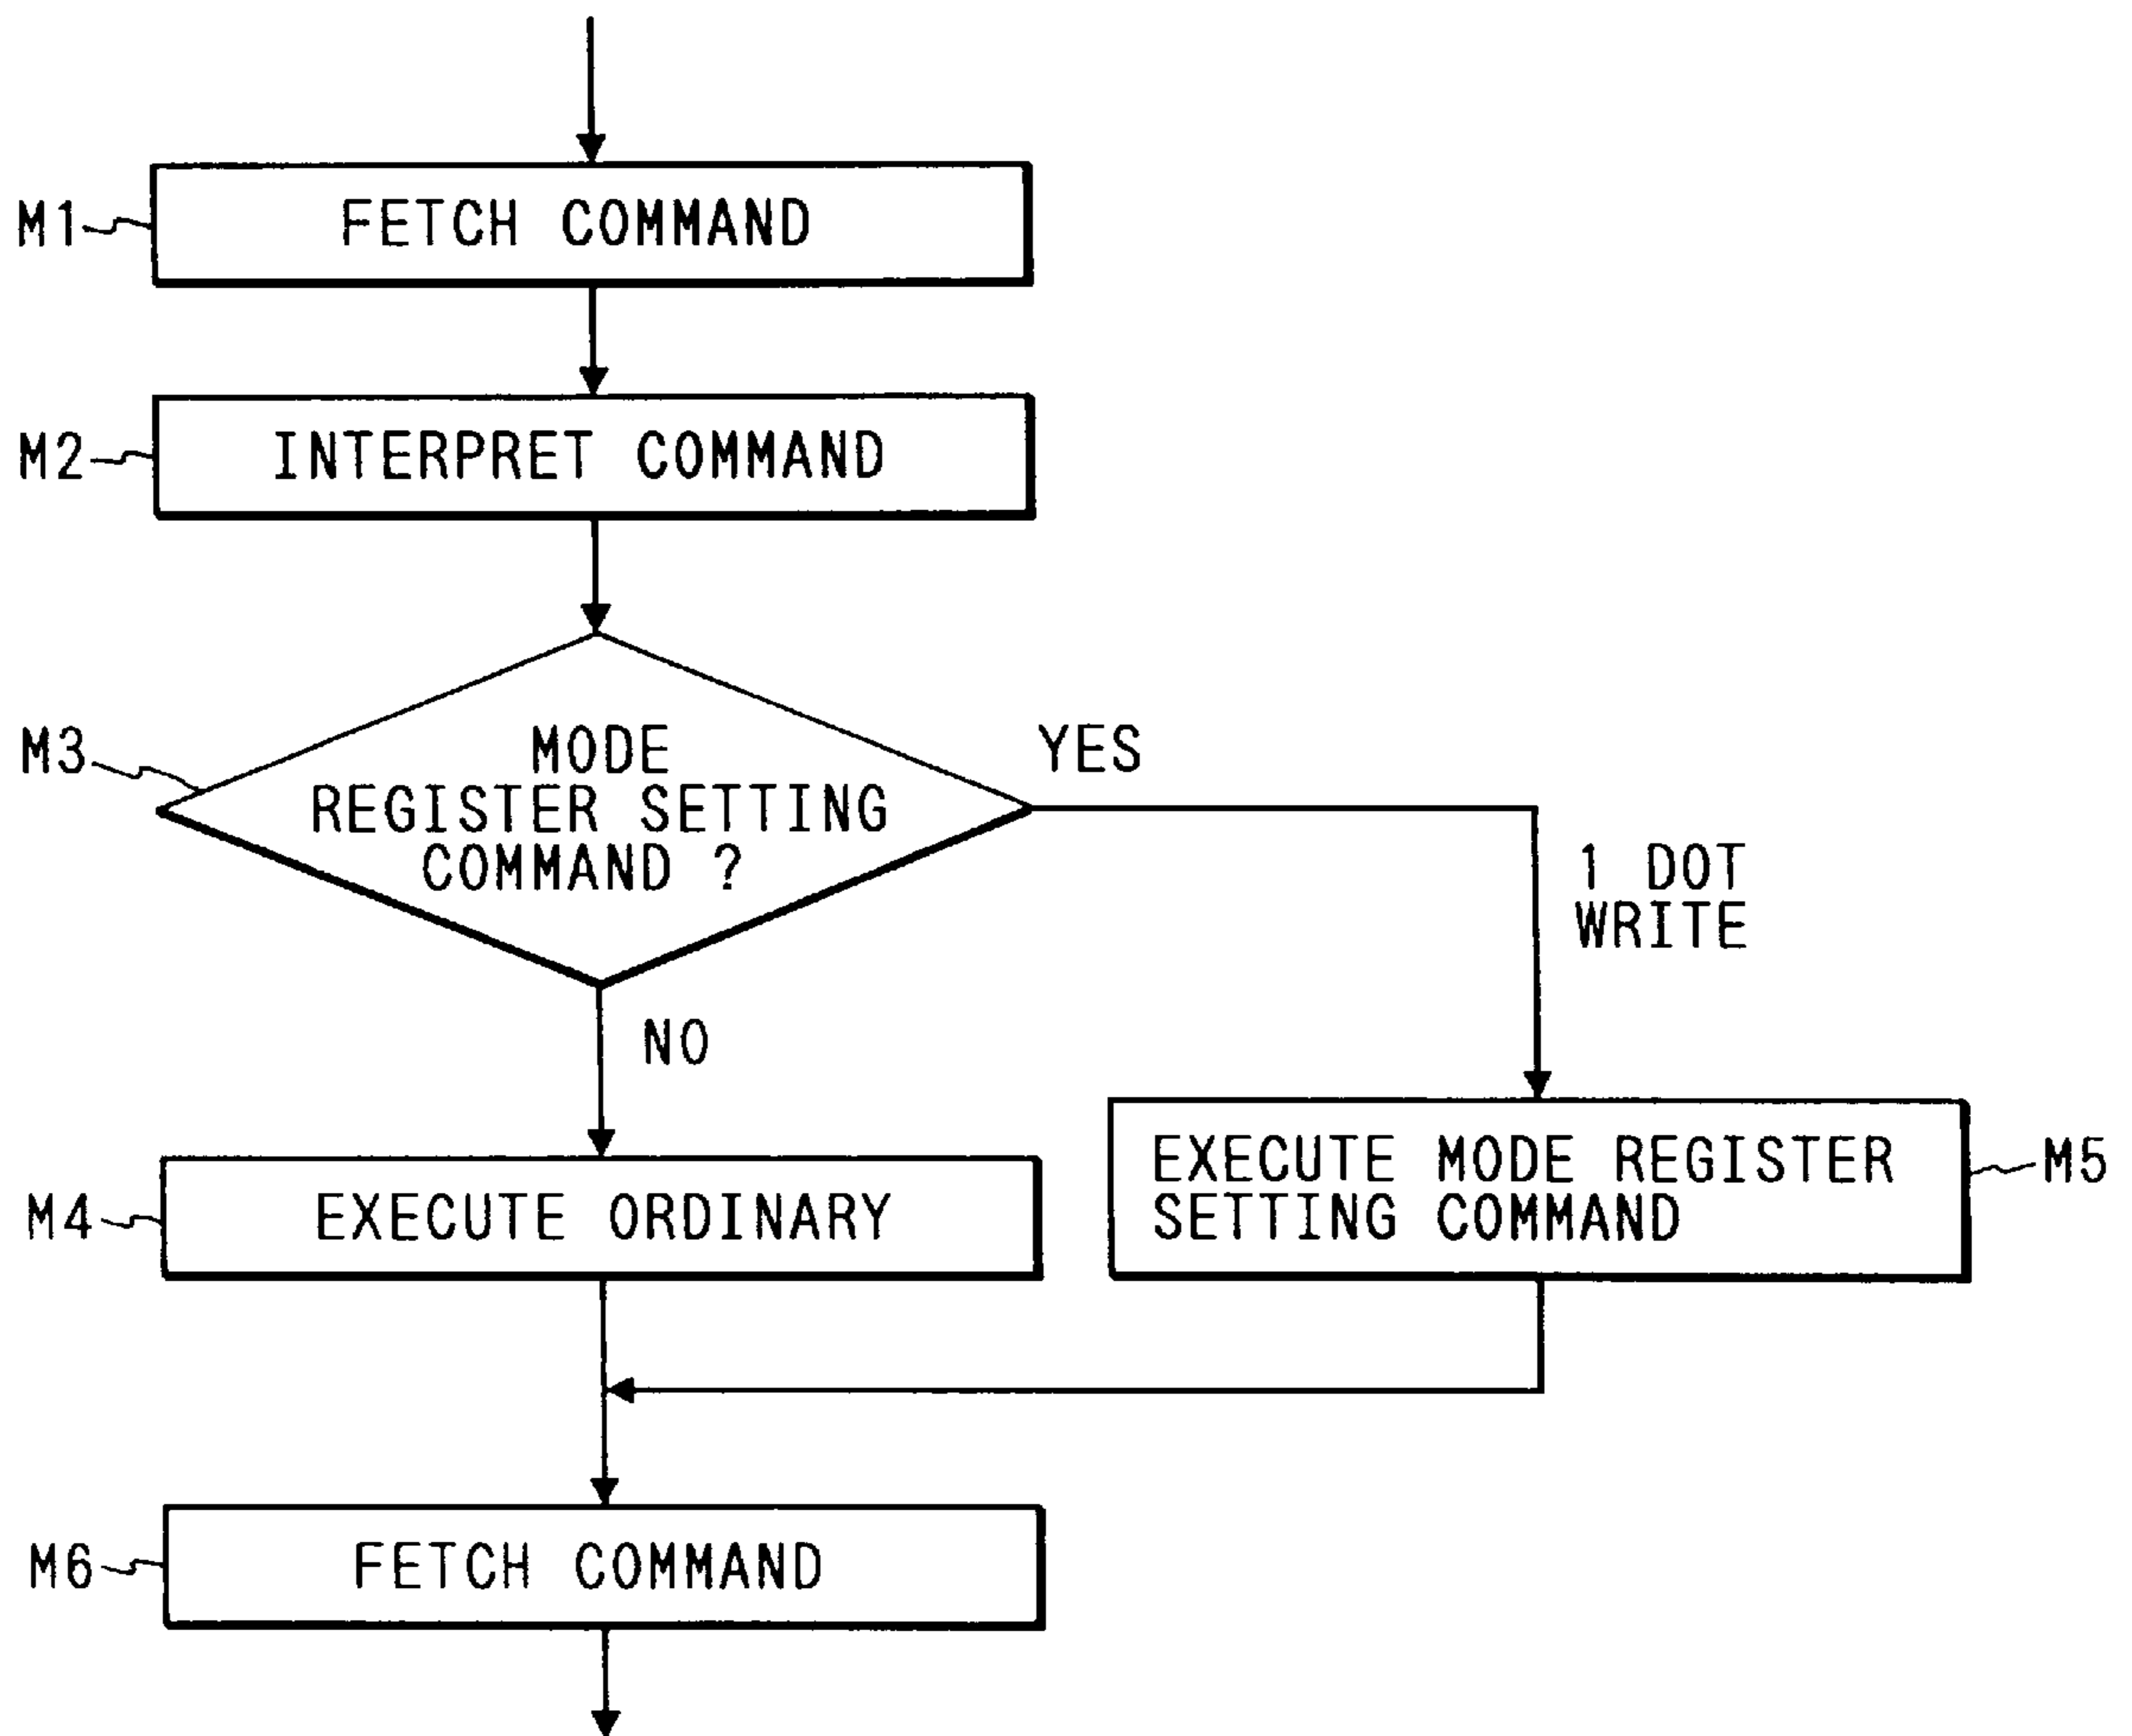 M1 FETCH COMMAND
M2 INTERPRET COMMAND
M3
MODE
REGISTER SETTING
COMMAND ?
YES
1 DOT
WRITE
NO
M4 EXECUTE ORDINARY
EXECUTE MODE REGISTER
SETTING COMMAND
M5
M6 FETCH COMMAND